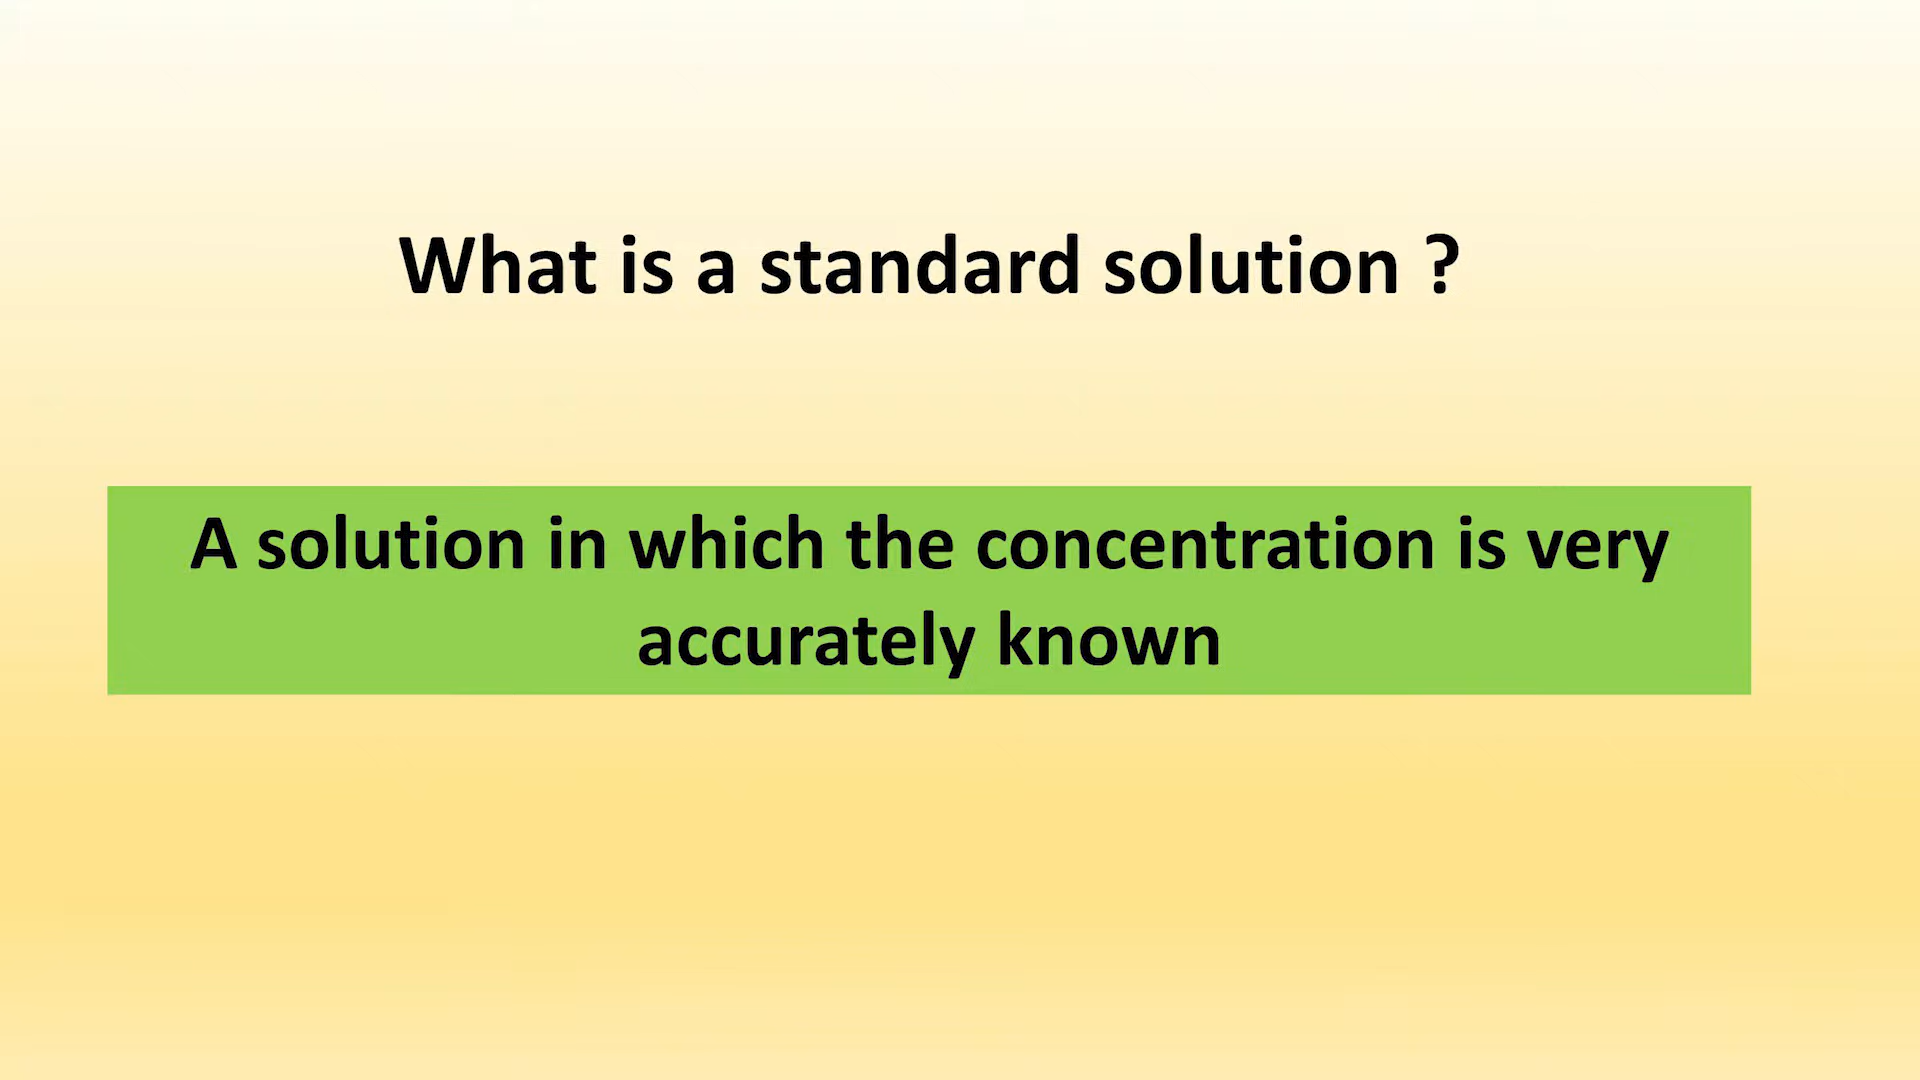 What is a standard solution ?
A solution in which the concentration is very
accurately known